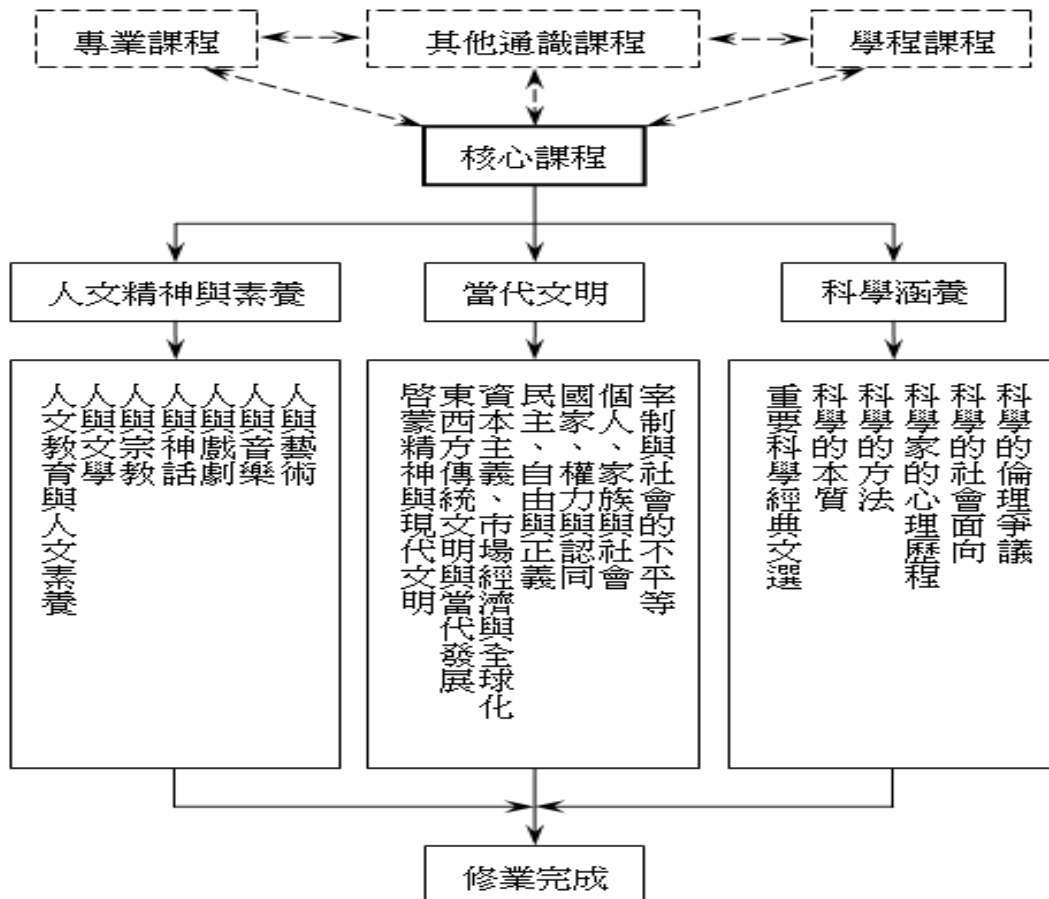 專業課程
其他通識課程
學程課程
核心課程
人文精神與素養
當代文明
科學涵養
人與藝術
人與音樂
人與戲劇
人與神話
人與宗教
人與文學
人文教育與人文素養
宰制與社會的不平等
個人、家族與社會
國家、權力與認同
民主、自由與正義
資本主義、市場經濟與全球化
東西方傳統文明與當代發展
啓蒙精神與現代文明
科學的倫理爭議
科學的社會面向
科學家的心理歷程
科學的方法
科學的本質
重要科學經典文選
修業完成